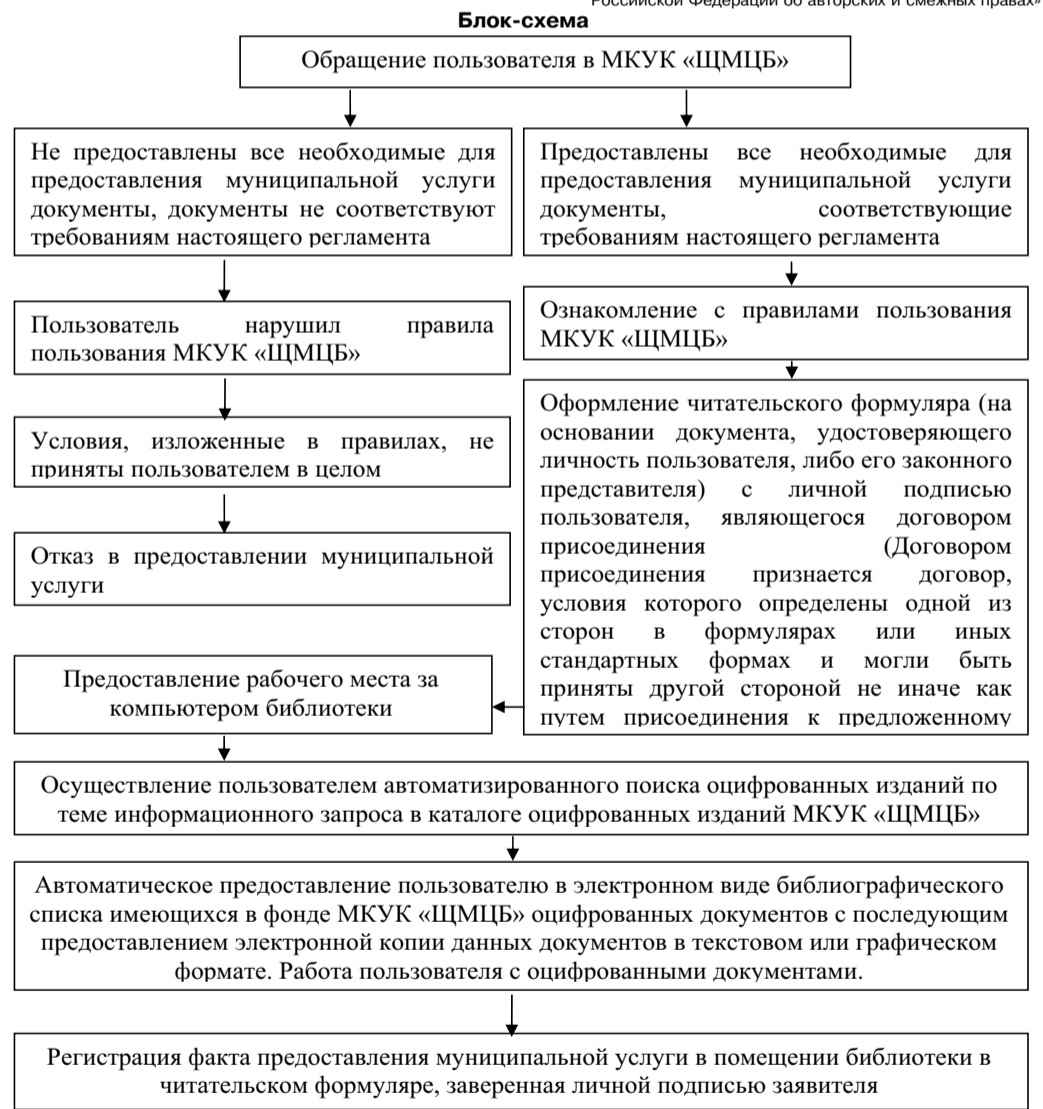 Российской Федерации об авторских и смежных правах»
Блок-схема
Обращение пользователя в МКУК «ЩМЦБ»
Не предоставлены все необходимые для
предоставления муниципальной услуги
документы, документы не соответствуют
требованиям настоящего регламента
Предоставлены все необходимые для
предоставления муниципальной услуги
документы, соответствующие
требованиям настоящего регламента
Пользователь нарушил правила
пользования МКУК «ЩМЦБ»
Ознакомление с правилами пользования
МКУК «ЩМЦБ»
Условия, изложенные в правилах, не
приняты пользователем в целом
Отказ в предоставлении муниципальной
услуги
Оформление читательского формуляра (на
основании документа, удостоверяющего
личность пользователя, либо его законного
представителя) с личной подписью
пользователя, являющегося договором
присоединения (Договором
присоединения признается договор,
условия которого определены одной из
сторон в формулярах или иных
стандартных формах и могли быть
приняты другой стороной не иначе как
путем присоединения к предложенному
Предоставление рабочего места за
компьютером библиотеки
Осуществление пользователем автоматизированного поиска оцифрованных изданий по
теме информационного запроса в каталоге оцифрованных изданий МКУК «ЩМЦБ»
Автоматическое предоставление пользователю в электронном виде библиографического
списка имеющихся в фонде МКУК «ЩМЦБ» оцифрованных документов с последующим
предоставлением электронной копии данных документов в текстовом или графическом
формате. Работа пользователя с оцифрованными документами.
Регистрация факта предоставления муниципальной услуги в помещении библиотеки в
читательском формуляре, заверенная личной подписью заявителя